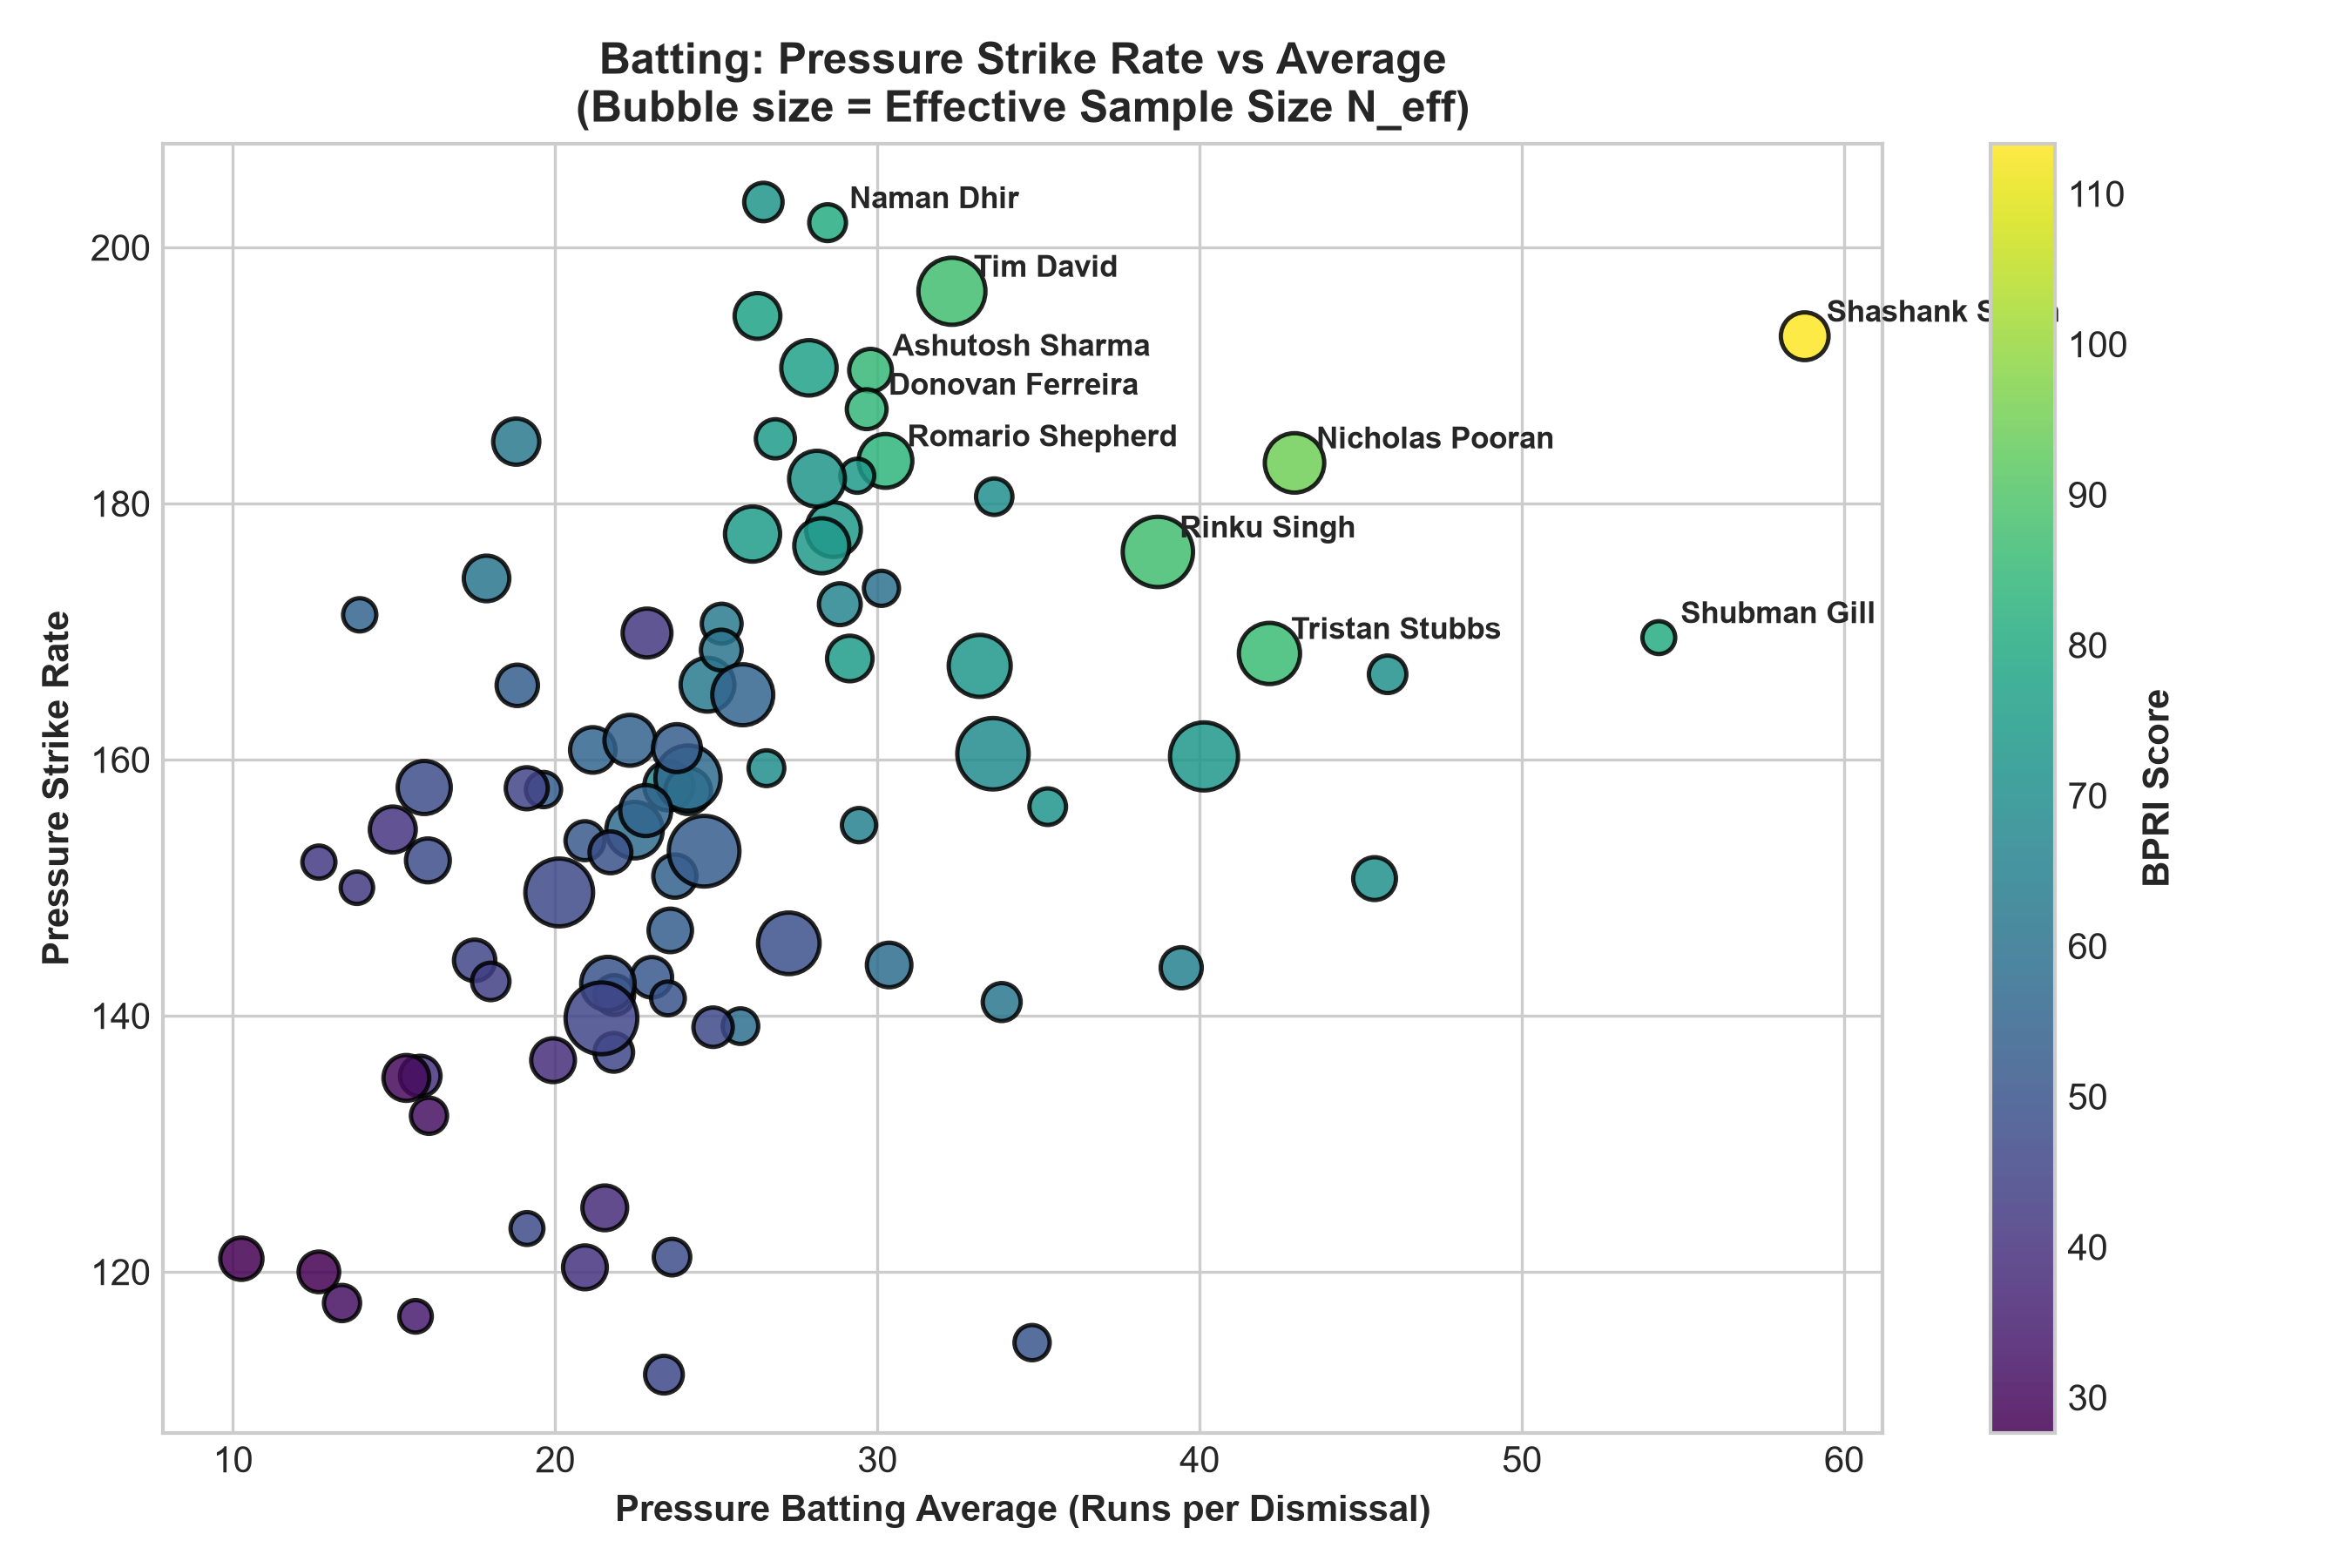 Batting: Pressure Strike Rate vs Average
(Bubble size = Effective Sample Size N_eff)
Naman Dhir
Tim David
Shashank
Ashutosh Sharma
Donovan Ferreira
Romario Shepherd
Nicholas Pooran
Rinku Singh
Shubman Gill
Tristan Stubbs
Pressure Strike Rate
200
180
160
140
120
10
20
30
40
50
60
Pressure Batting Average (Runs per Dismissal)
110
100
90
80
70
60
50
40
30
BPRI Score